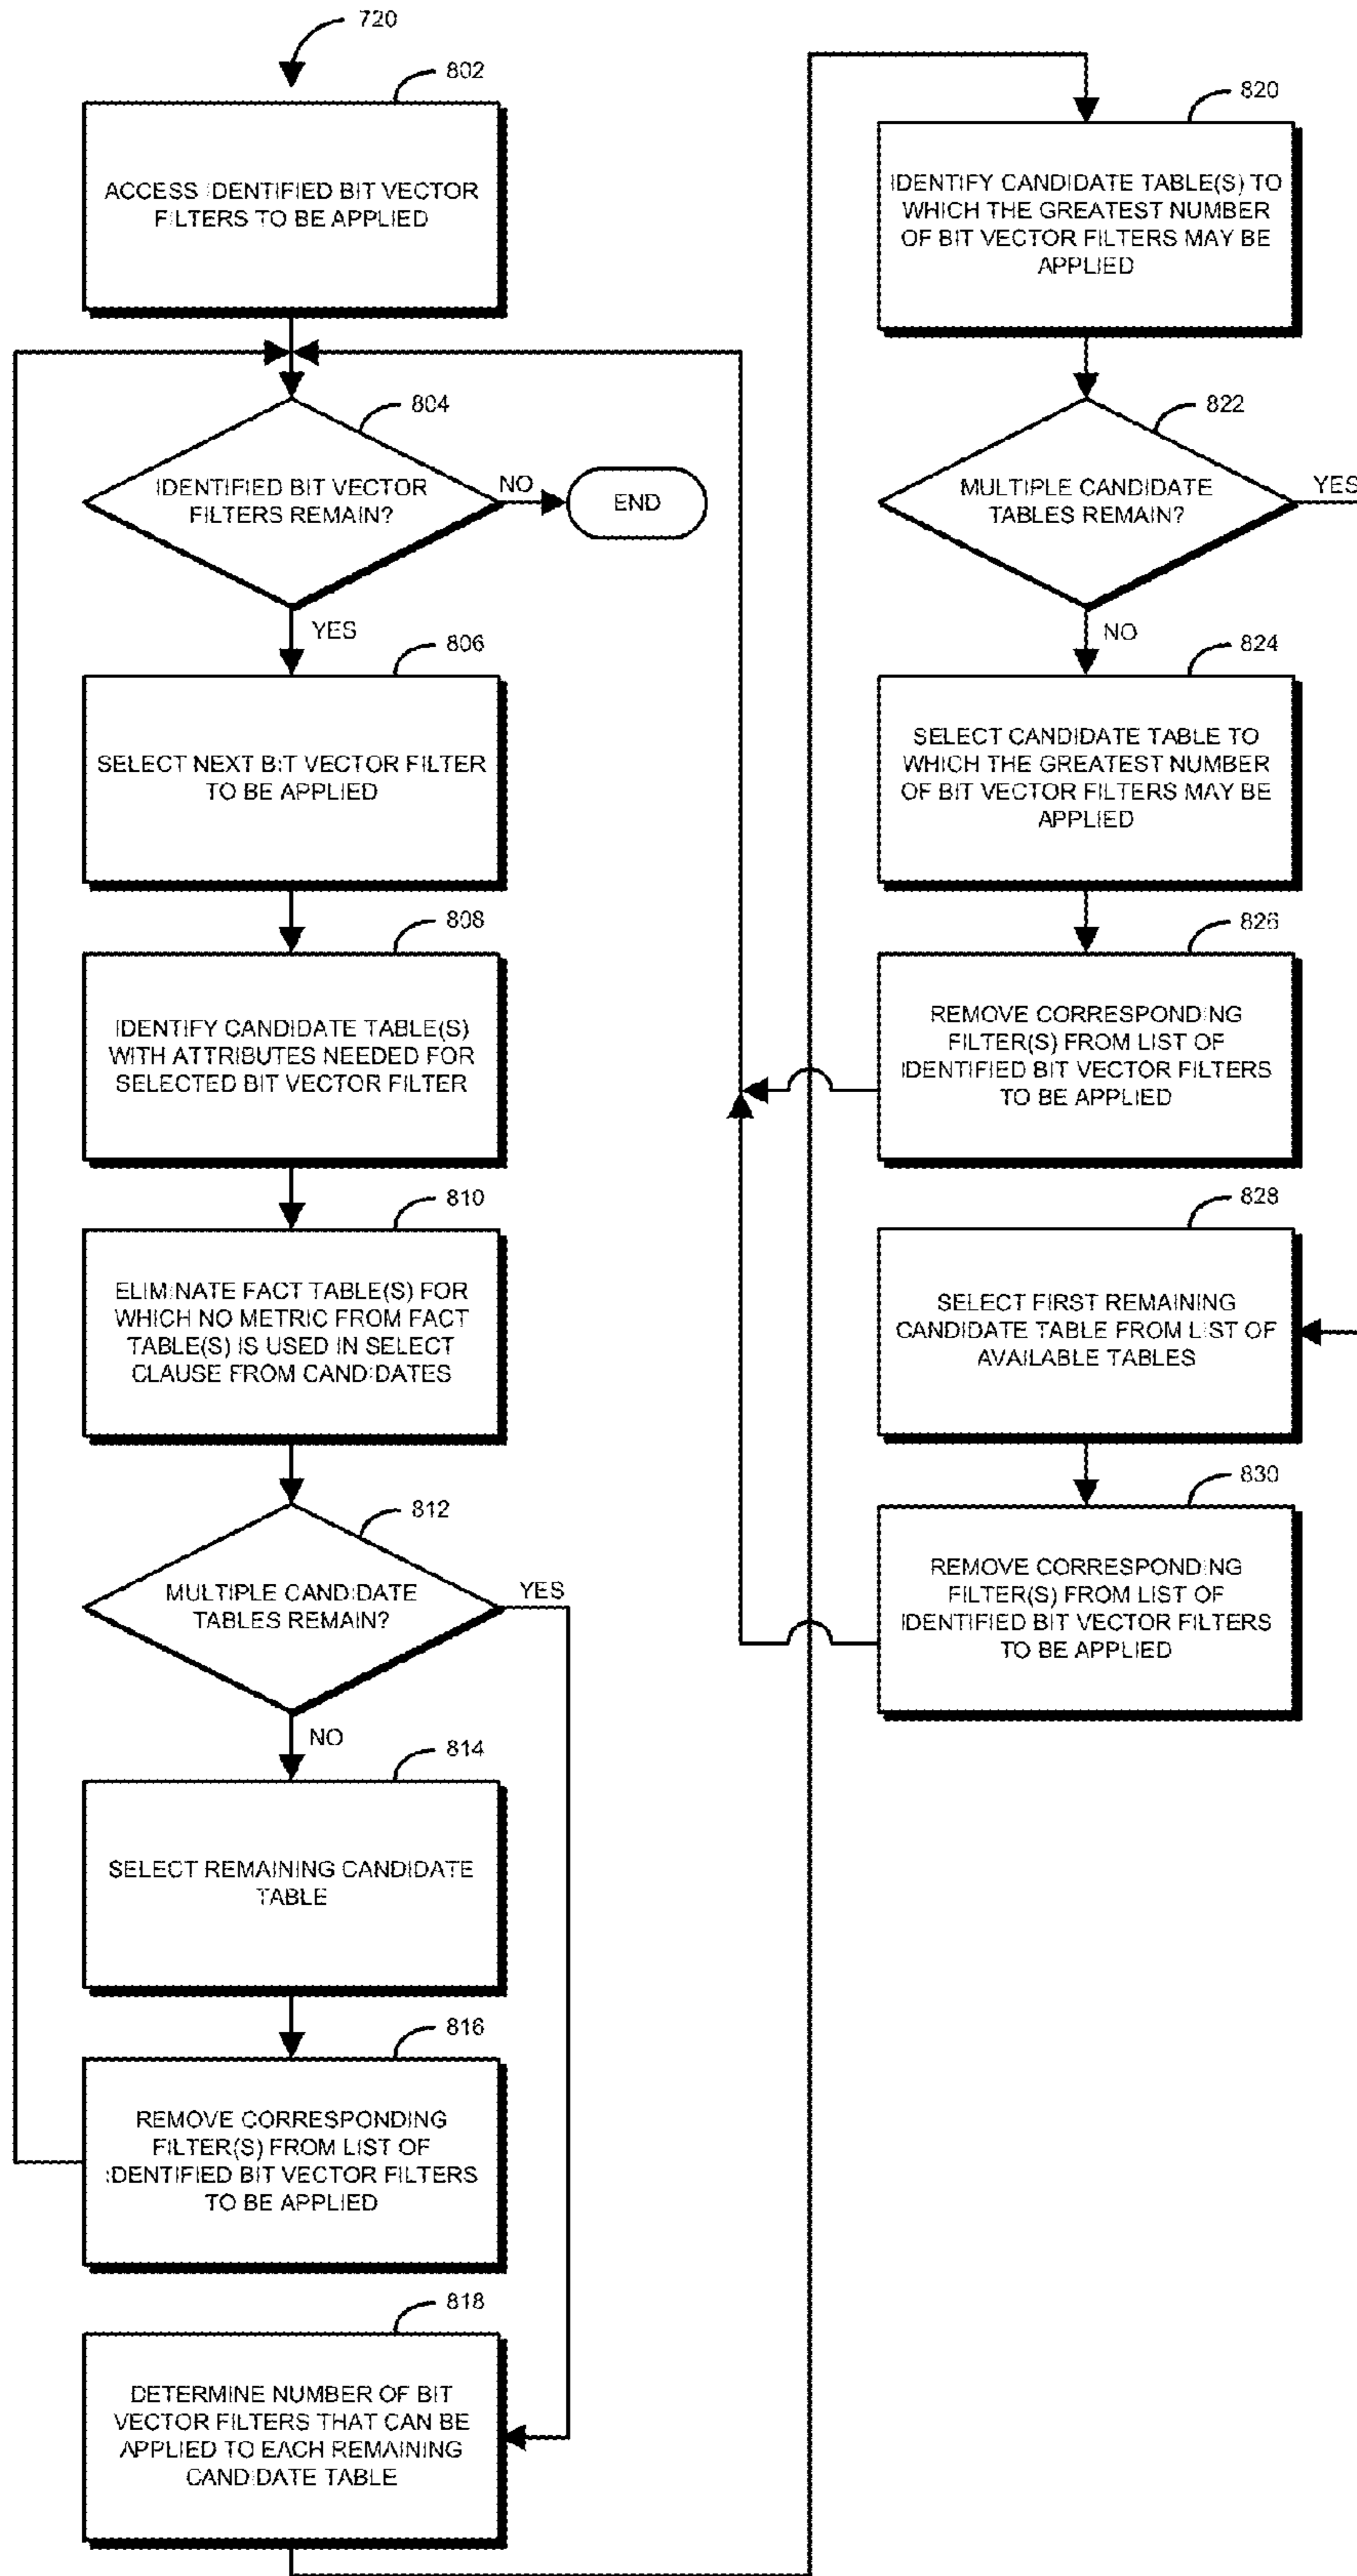 720
802
ACCESS IDENTIFIED BIT VECTOR
FILTERS TO BE APPLIED
804
IDENTIFIED BIT VECTOR
FILTERS REMAIN?
NO
END
YES
806
SELECT NEXT BIT VECTOR FILTER
TO BE APPLIED
808
IDENTIFY CANDIDATE TABLE(S)
WITH ATTRIBUTES NEEDED FOR
SELECTED BIT VECTOR FILTER
810
ELIMINATE FACT TABLE(S) FOR
WHICH NO METRIC FROM FACT
TABLE(S) IS USED IN SELECT
CLAUSE FROM CANDIDATES
812
MULTIPLE CANDIDATE
TABLES REMAIN?
YES
NO
814
SELECT REMAINING CANDIDATE
TABLE
816
REMOVE CORRESPONDING
FILTER(S) FROM LIST OF
IDENTIFIED BIT VECTOR FILTERS
TO BE APPLIED
818
DETERMINE NUMBER OF BIT
VECTOR FILTERS THAT CAN BE
APPLIED TO EACH REMAINING
CANDIDATE TABLE
820
IDENTIFY CANDIDATE TABLE(S) TO
WHICH THE GREATEST NUMBER
OF BIT VECTOR FILTERS MAY BE
APPLIED
822
MULTIPLE CANDIDATE
TABLES REMAIN?
YES
NO
824
SELECT CANDIDATE TABLE TO
WHICH THE GREATEST NUMBER
OF BIT VECTOR FILTERS MAY BE
APPLIED
826
REMOVE CORRESPONDING
FILTER(S) FROM LIST OF
IDENTIFIED BIT VECTOR FILTERS
TO BE APPLIED
828
SELECT FIRST REMAINING
CANDIDATE TABLE FROM LIST OF
AVAILABLE TABLES
830
REMOVE CORRESPONDING
FILTER(S) FROM LIST OF
IDENTIFIED BIT VECTOR FILTERS
TO BE APPLIED